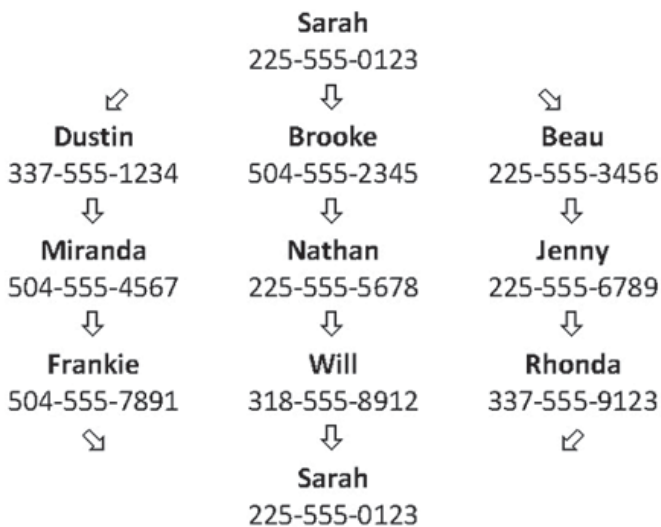 Sarah
225-555-0123
Dustin Brooke Beau
337-555-1234 504-555-2345 225-555-3456
Miranda Nathan Jenny
504-555-4567 225-555-5678 225-555-6789
Frankie Will Rhonda
504-555-7891 318-555-8912 337-555-9123
Sarah
225-555-0123